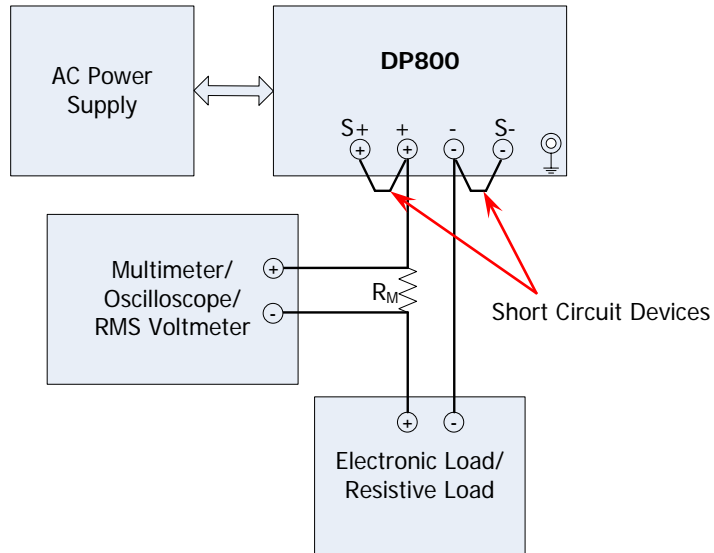 AC Power
Supply
DP800
S+
+
-
S-
+
+
-
-
Multimeter/
Oscilloscope/
RMS Voltmeter
+
-
RM
Short Circuit Devices
+
-
Electronic Load/
Resistive Load